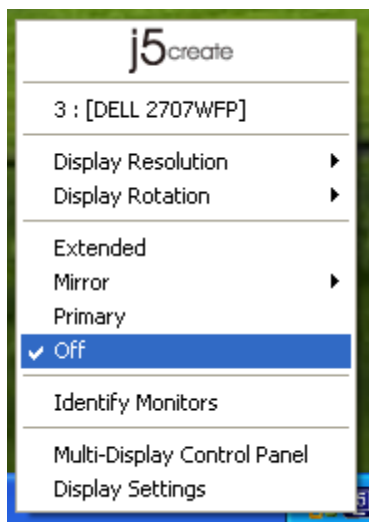 j5create
3 : [DELL 2707WFP]
Display Resolution
Display Rotation
Extended
Mirror
Primary
Off
Identify Monitors
Multi-Display Control Panel
Display Settings